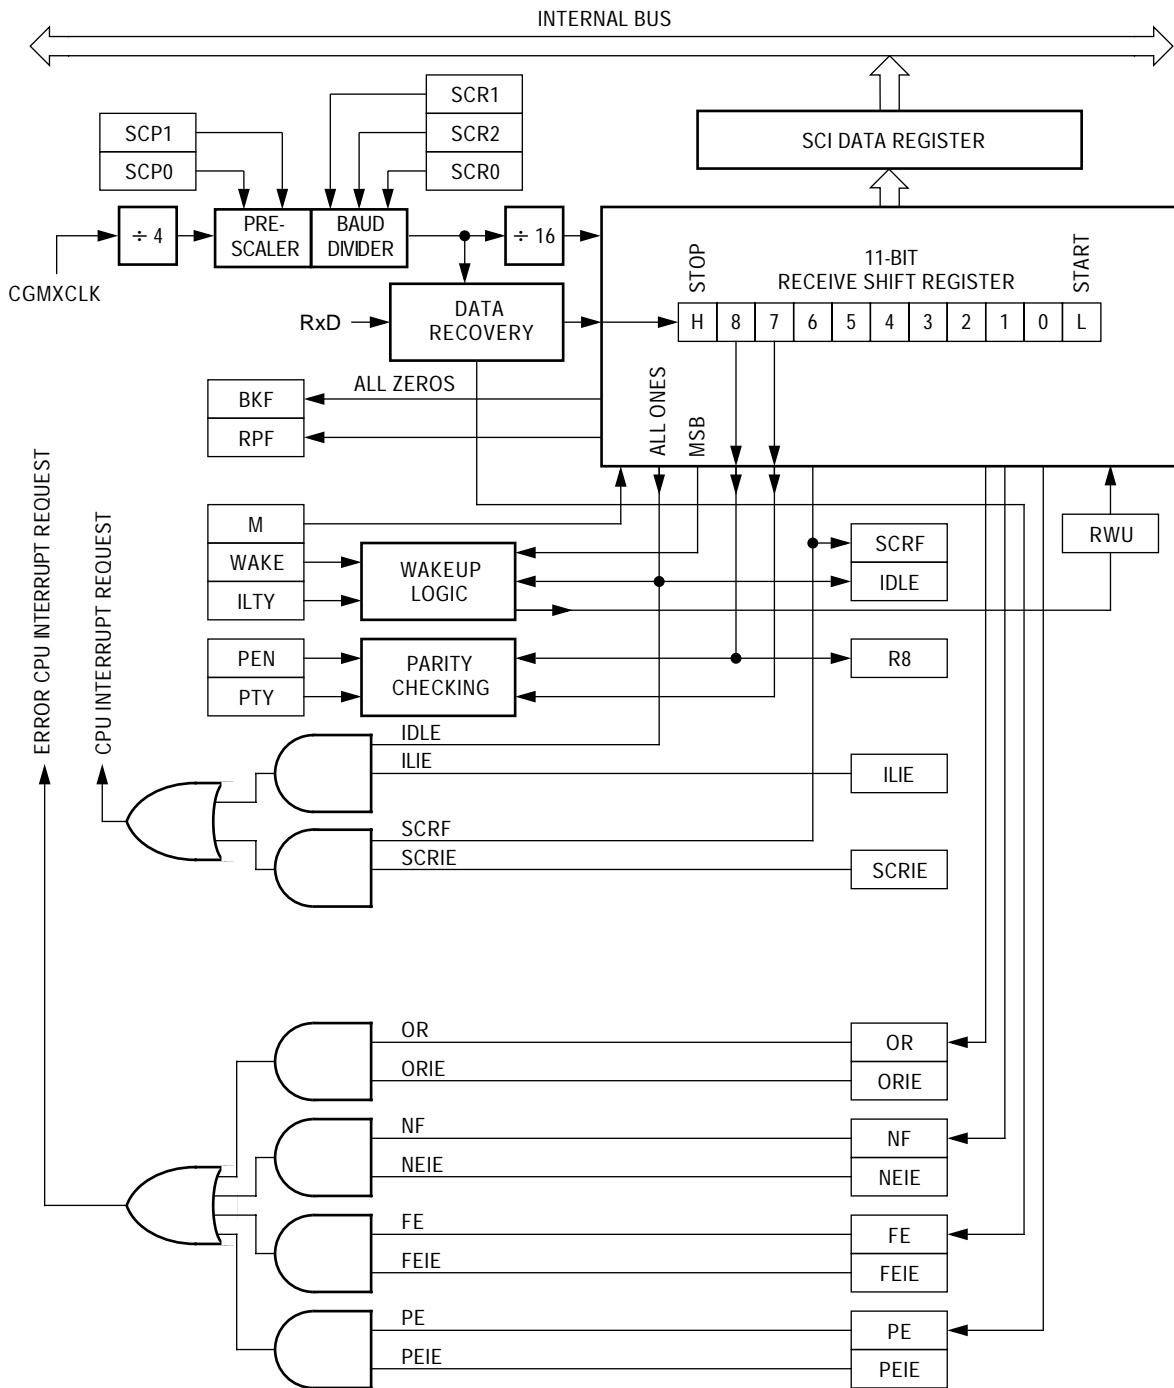 INTERNAL BUS
SCR1
SCP1
SCR2
SCI DATA REGISTER
SCP0
SCR0
÷ 4
PRE-
SCALER
BAUD
DIVIDER
÷ 16
STOP
11-BIT
RECEIVE SHIFT REGISTER
START
CGMXCLK
RxD
DATA
RECOVERY
H 8 7 6 5 4 3 2 1 0 L
ALL ZEROS
BKF
RPF
ALL ONES
MSB
ERROR CPU INTERRUPT REQUEST
CPU INTERRUPT REQUEST
M
WAKE
ILTY
WAKEUP
LOGIC
SCRF
IDLE
RWU
PEN
PTY
PARITY
CHECKING
R8
IDLE
ILIE
ILIE
SCRF
SCRIE
SCRIE
OR
OR
ORIE
ORIE
NF
NF
NEIE
NEIE
FE
FE
FEIE
FEIE
PE
PE
PEIE
PEIE